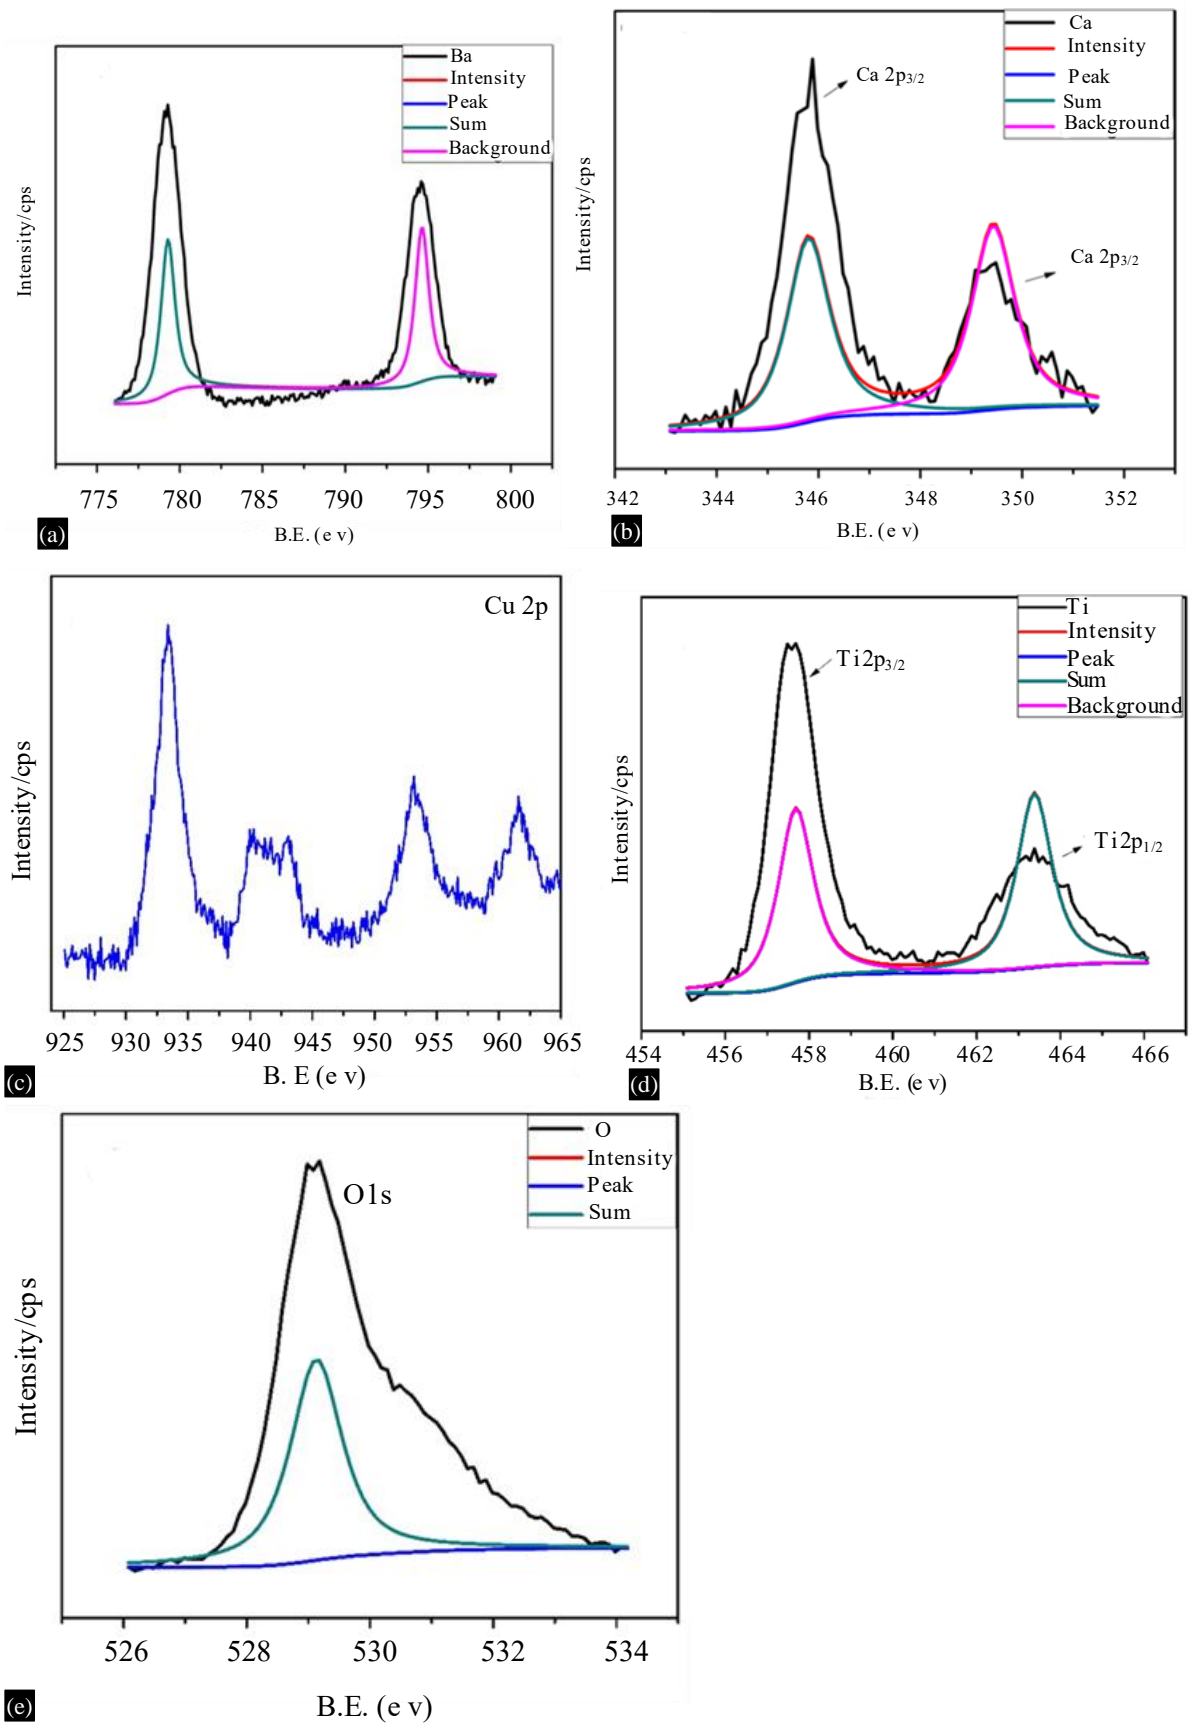 Ba
Intensity
Peak
Sum
Background
Intensity/cps
775 780 785 790 795 800
B.E. (e v)
(a)
Ca
Intensity
Peak
Sum
Background
Ca 2p3/2
Ca 2p3/2
Intensity/cps
342 344 346 348 350 352
B.E. (e v)
(b)
Cu 2p
Intensity/cps
925 930 935 940 945 950 955 960 965
B. E (e v)
(c)
Ti
Intensity
Peak
Sum
Background
Ti2p3/2
Ti2p1/2
Intensity/cps
454 456 458 460 462 464 466
B.E. (e v)
(d)
O
Intensity
Peak
Sum
O1s
Intensity/cps
526 528 530 532 534
B.E. (e v)
(e)